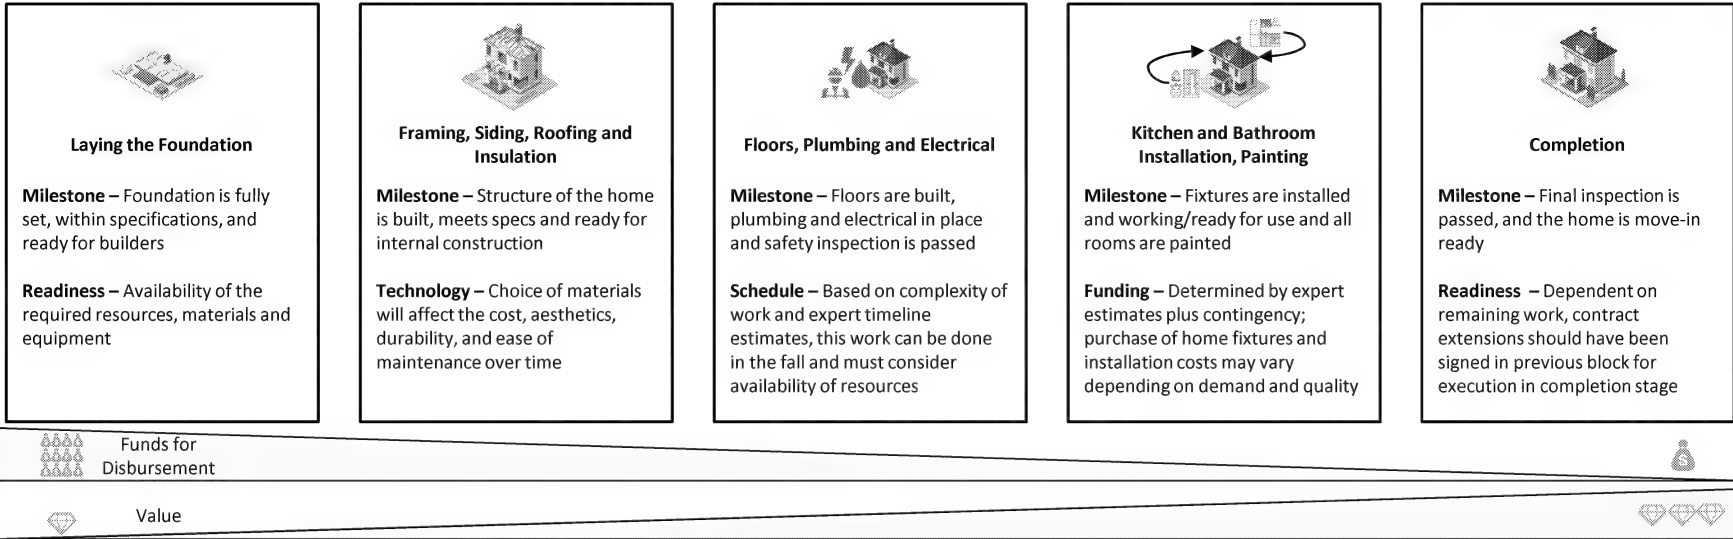 Laying the Foundation
Milestone – Foundation is fully
set, within specifications, and
ready for builders
Readiness – Availability of the
required resources, materials and
equipment
Framing, Siding, Roofing and
Insulation
Milestone – Structure of the home
is built, meets specs and ready for
internal construction
Technology – Choice of materials
will affect the cost, aesthetics,
durability, and ease of
maintenance over time
Floors, Plumbing and Electrical
Milestone – Floors are built,
plumbing and electrical in place
and safety inspection is passed
Schedule – Based on complexity of
work and expert timeline
estimates, this work can be done
in the fall and must consider
availability of resources
Kitchen and Bathroom
Installation, Painting
Milestone – Fixtures are installed
and working/ready for use and all
rooms are painted
Funding – Determined by expert
estimates plus contingency;
purchase of home fixtures and
installation costs may vary
depending on demand and quality
Completion
Milestone – Final inspection is
passed, and the home is move-in
ready
Readiness – Dependent on
remaining work, contract
extensions should have been
signed in previous block for
execution in completion stage
Funds for
Disbursement
$
Value